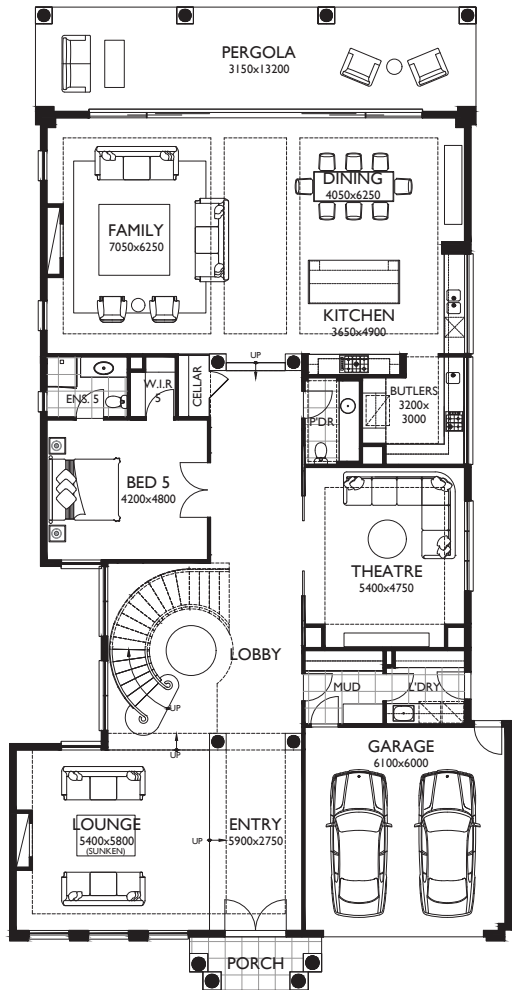 PERGOLA
3150x13200
DINING
4050x6250
FAMILY
7050x6250
KITCHEN
3650x4900
UP
ENS. 5
W.I.R
5
CELLAR
P'DR
BUTLERS
3200x
3000
BED 5
4200x4800
THEATRE
5400x4750
LOBBY
MUD
L'DRY
UP
UP
GARAGE
6100x6000
LOUNGE
5400x5800
(SUNKEN)
UP
ENTRY
5900x2750
PORCH